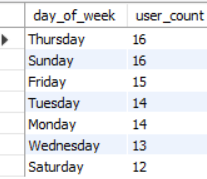 day_of_week user_count
Thursday 16
Sunday 16
Friday 15
Tuesday 14
Monday 14
Wednesday 13
Saturday 12